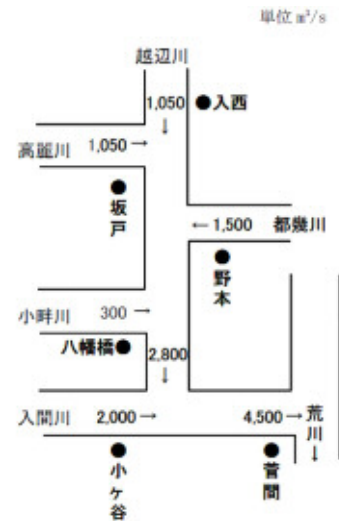 単位 m³/s
越辺川
1,050
↓
●入西
高麗川 1,050 →
●坂戸
← 1,500 都幾川
●野本
小畔川 300 →
八幡橋●
2,800
↓
入間川 2,000 →
4,500 → 荒川
↓
●小ヶ谷
●菅間